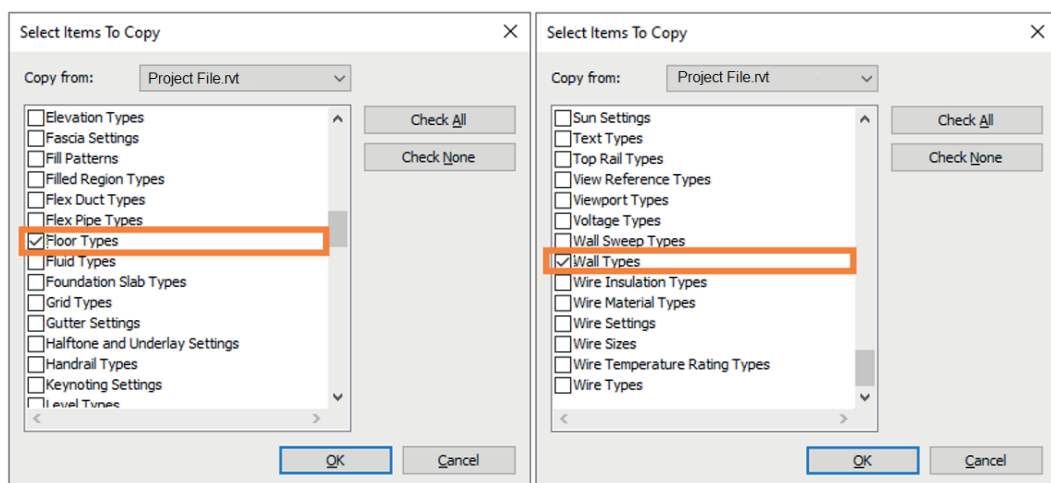 Select Items To Copy
Copy from:
Project File.rvt
Elevation Types
Fascia Settings
Fill Patterns
Filled Region Types
Flex Duct Types
Flex Pipe Types
Floor Types
Fluid Types
Foundation Slab Types
Grid Types
Gutter Settings
Halftone and Underlay Settings
Handrail Types
Keynoting Settings
Level Types
Check All
Check None
OK
Cancel
Select Items To Copy
Copy from:
Project File.rvt
Sun Settings
Text Types
Top Rail Types
View Reference Types
Viewport Types
Voltage Types
Wall Sweep Types
Wall Types
Wire Insulation Types
Wire Material Types
Wire Settings
Wire Sizes
Wire Temperature Rating Types
Wire Types
Check All
Check None
OK
Cancel